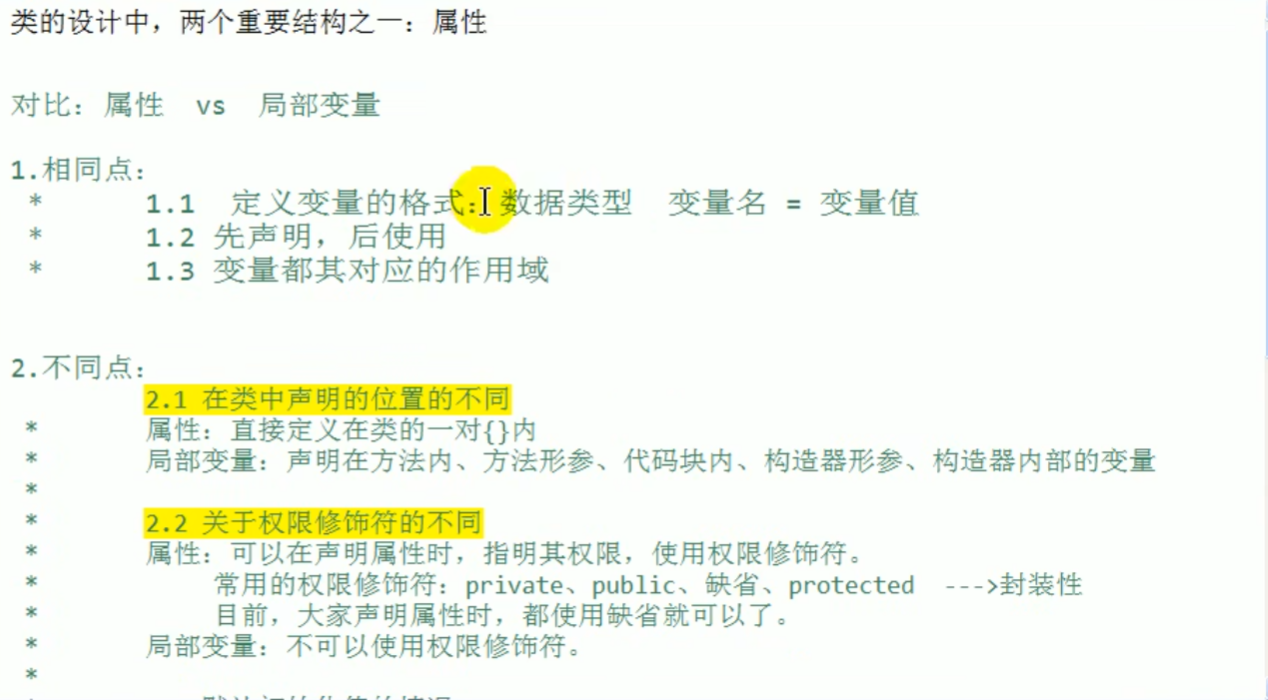 类的设计中，两个重要结构之一：属性
对比：属性 vs 局部变量
1.相同点：
* 1.1 定义变量的格式：数据类型 变量名 = 变量值
* 1.2 先声明，后使用
* 1.3 变量都其对应的作用域
2.不同点：
2.1 在类中声明的位置的不同
* 属性：直接定义在类的一对{}内
* 局部变量：声明在方法内、方法形参、代码块内、构造器形参、构造器内部的变量
*
* 2.2 关于权限修饰符的不同
* 属性：可以在声明属性时，指明其权限，使用权限修饰符。
* 常用的权限修饰符：private、public、缺省、protected --->封装性
* 目前，大家声明属性时，都使用缺省就可以了。
* 局部变量：不可以使用权限修饰符。
*